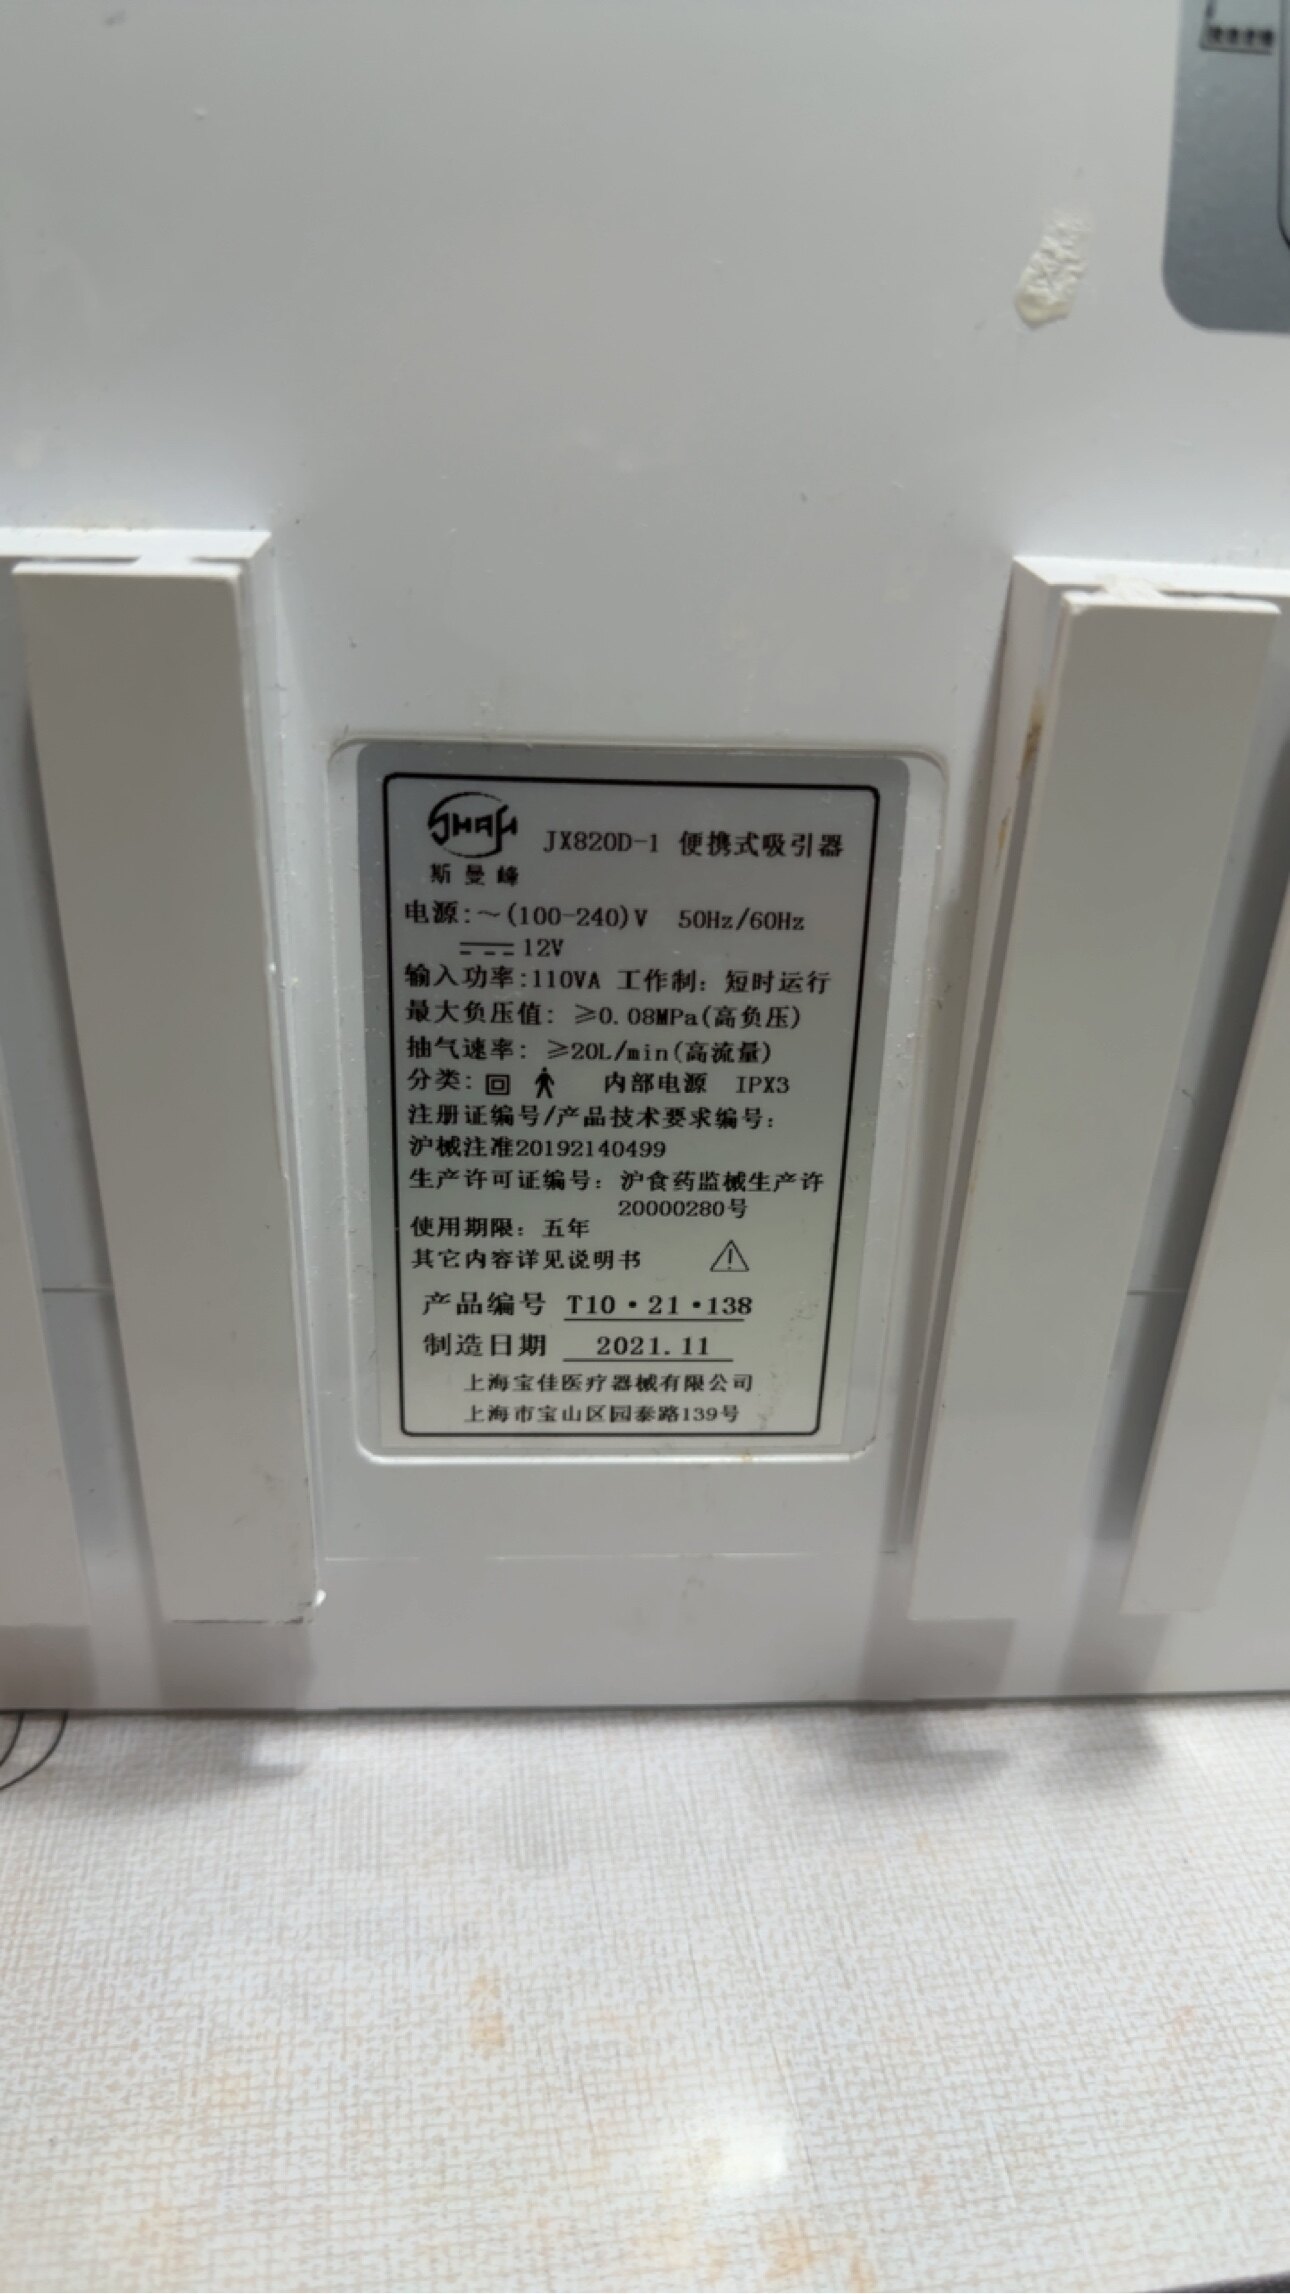 SMAF
斯曼峰
JX820D-1 便携式吸引器
电源:～(100-240)V 50Hz/60Hz
12V
输入功率:110VA 工作制: 短时运行
最大负压值: ≥0.08MPa(高负压)
抽气速率: ≥20L/min(高流量)
分类: 内部电源 IPX3
注册证编号/产品技术要求编号:
沪械注准20192140499
生产许可证编号: 沪食药监械生产许
20000280号
使用期限: 五年
其它内容详见说明书
产品编号 T10·21·138
制造日期 2021.11
上海宝佳医疗器械有限公司
上海市宝山区园泰路139号